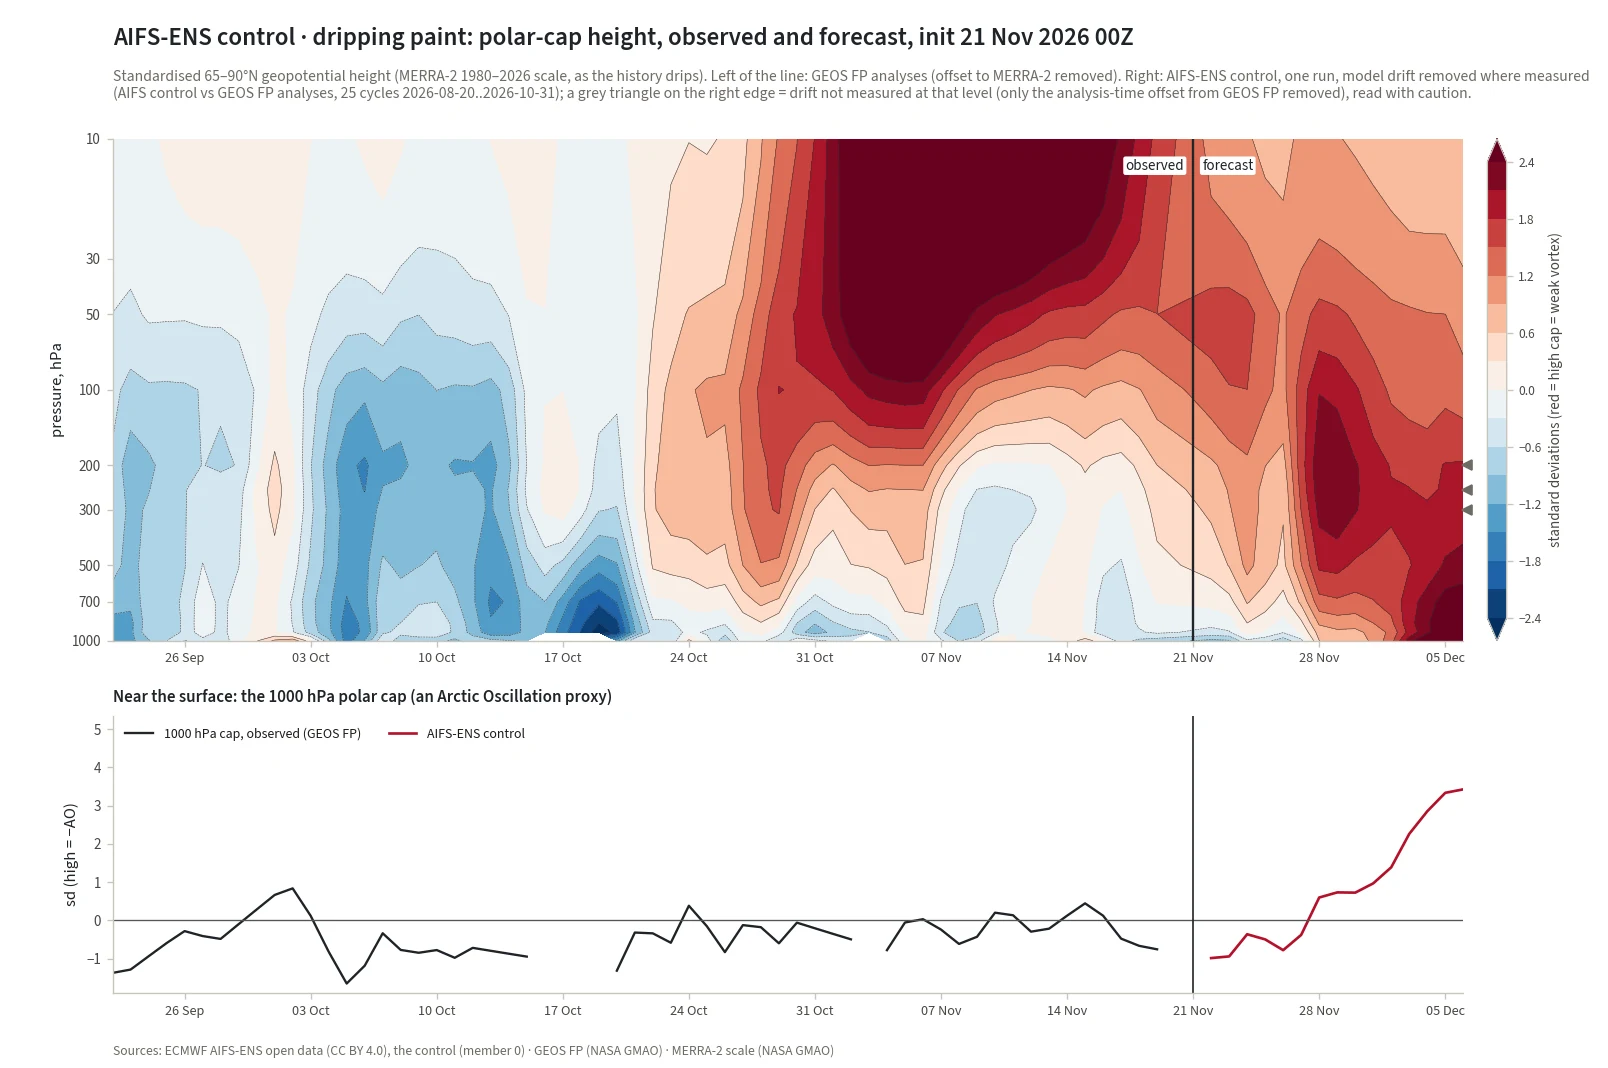 AIFS-ENS control · dripping paint: polar-cap height, observed and forecast, init 21 Nov 2026 00Z
Standardised 65–90°N geopotential height (MERRA-2 1980–2026 scale, as the history drips). Left of the line: GEOS FP analyses (offset to MERRA-2 removed). Right: AIFS-ENS control, one run, model drift removed where measured
(AIFS control vs GEOS FP analyses, 25 cycles 2026-08-20..2026-10-31); a grey triangle on the right edge = drift not measured at that level (only the analysis-time offset from GEOS FP removed), read with caution.
pressure, hPa
10
30
50
100
200
300
500
700
1000
observed
forecast
26 Sep
03 Oct
10 Oct
17 Oct
24 Oct
31 Oct
07 Nov
14 Nov
21 Nov
28 Nov
05 Dec
2.4
1.8
1.2
0.6
0.0
−0.6
−1.2
−1.8
−2.4
standard deviations (red = high cap = weak vortex)
Near the surface: the 1000 hPa polar cap (an Arctic Oscillation proxy)
sd (high = −AO)
5
4
3
2
1
0
−1
1000 hPa cap, observed (GEOS FP)
AIFS-ENS control
26 Sep
03 Oct
10 Oct
17 Oct
24 Oct
31 Oct
07 Nov
14 Nov
21 Nov
28 Nov
05 Dec
Sources: ECMWF AIFS-ENS open data (CC BY 4.0), the control (member 0) · GEOS FP (NASA GMAO) · MERRA-2 scale (NASA GMAO)